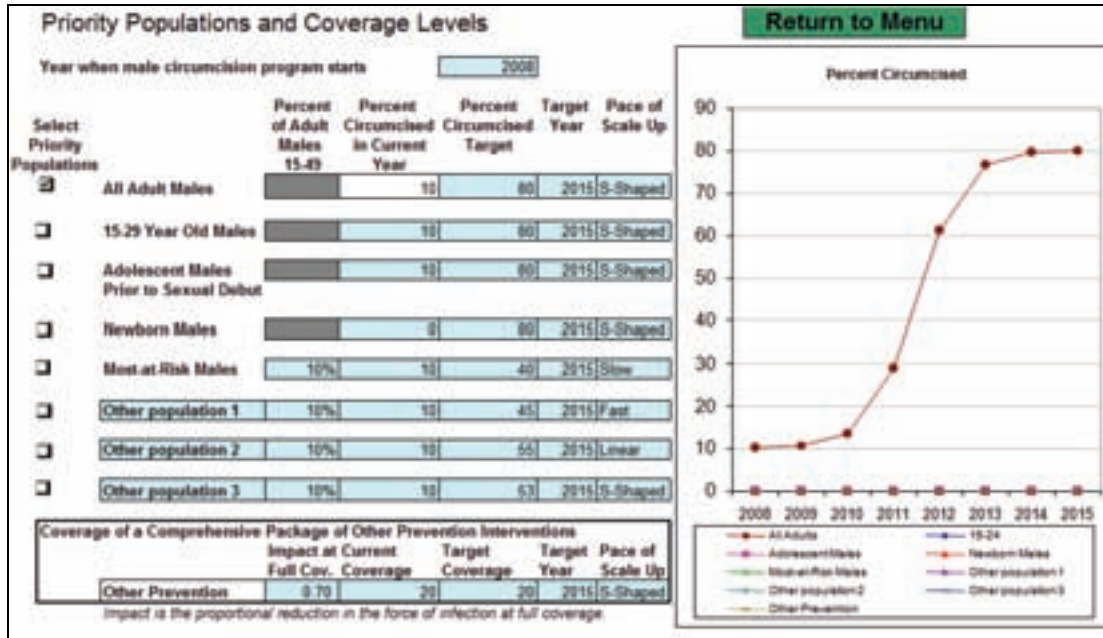 Priority Populations and Coverage Levels
Return to Menu
Year when male circumcision program starts 2008
Select Priority Populations
Percent of Adult Males 15-49
Percent Circumcised in Current Year
Percent Circumcised Target
Target Year
Pace of Scale Up
All Adult Males 10 80 2015 S-Shaped
15-29 Year Old Males 10 80 2015 S-Shaped
Adolescent Males 10 80 2015 S-Shaped
Prior to Sexual Debut
Newborn Males 0 80 2015 S-Shaped
Most-at-Risk Males 10% 10 40 2015 Slow
Other population 1 10% 10 45 2015 Fast
Other population 2 10% 10 55 2015 Linear
Other population 3 10% 10 53 2015 S-Shaped
Coverage of a Comprehensive Package of Other Prevention Interventions
Impact at Full Cov.
Current Coverage
Target Coverage
Target Year
Pace of Scale Up
Other Prevention 0.70 20 20 2015 S-Shaped
Impact is the proportional reduction in the force of infection at full coverage.
Percent Circumcised
90
80
70
60
50
40
30
20
10
0
2008 2009 2010 2011 2012 2013 2014 2015
All Adults 15-24
Adolescent Males Newborn Males
Most-at-Risk Males Other population 1
Other population 2 Other population 3
Other Prevention